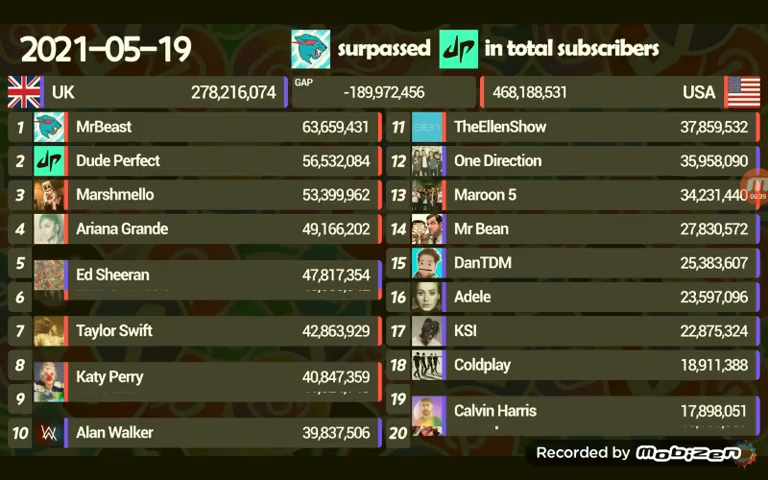 2021-05-19 surpassed dp in total subscribers
UK 278,216,074 GAP -189,972,456 468,188,531 USA
1 MrBeast 63,659,431
2 dp Dude Perfect 56,532,084
3 Marshmello 53,399,962
4 Ariana Grande 49,166,202
5 Ed Sheeran 47,817,354
6
7 Taylor Swift 42,863,929
8 Katy Perry 40,847,359
9
10 Alan Walker 39,837,506
11 ellen TheEllenShow 37,859,532
12 One Direction 35,958,090
13 Maroon 5 34,231,440
14 Mr Bean 27,830,572
15 DanTDM 25,383,607
16 Adele 23,597,096
17 KSI 22,875,324
18 Coldplay 18,911,388
19 Calvin Harris 17,898,051
20
M
05:39
Recorded by Mobizen